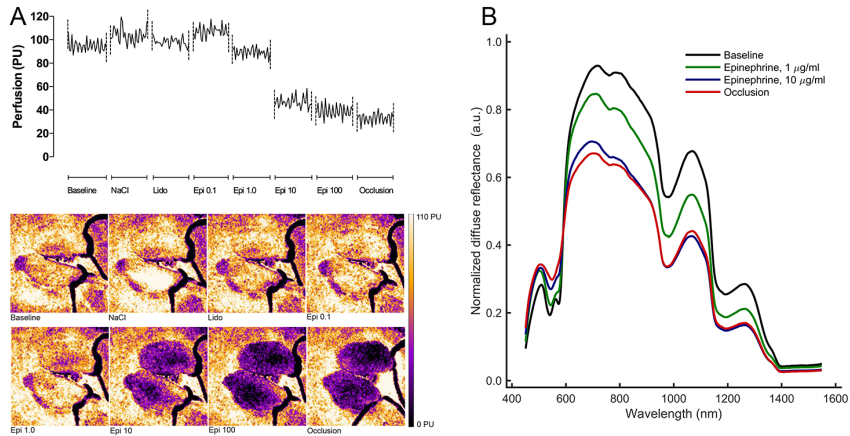 A
Perfusion (PU)
120
100
80
60
40
20
0
Baseline NaCl Lido Epi 0.1 Epi 1.0 Epi 10 Epi 100 Occlusion
110 PU
Baseline NaCl Lido Epi 0.1
Epi 1.0 Epi 10 Epi 100 Occlusion
0 PU
B
Normalized diffuse reflectance (a.u.)
1.0
0.8
0.6
0.4
0.2
0.0
Baseline
Epinephrine, 1 μg/ml
Epinephrine, 10 μg/ml
Occlusion
400 600 800 1000 1200 1400 1600
Wavelength (nm)